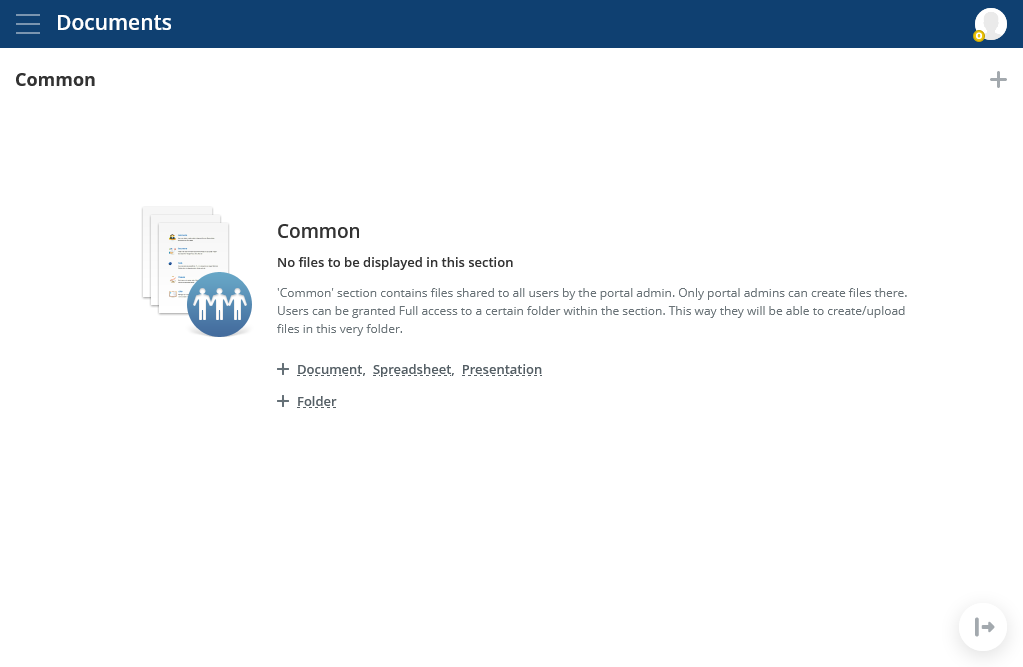 Documents
Common
Common
No files to be displayed in this section
'Common' section contains files shared to all users by the portal admin. Only portal admins can create files there.
Users can be granted Full access to a certain folder within the section. This way they will be able to create/upload
files in this very folder.
Document, Spreadsheet, Presentation
Folder